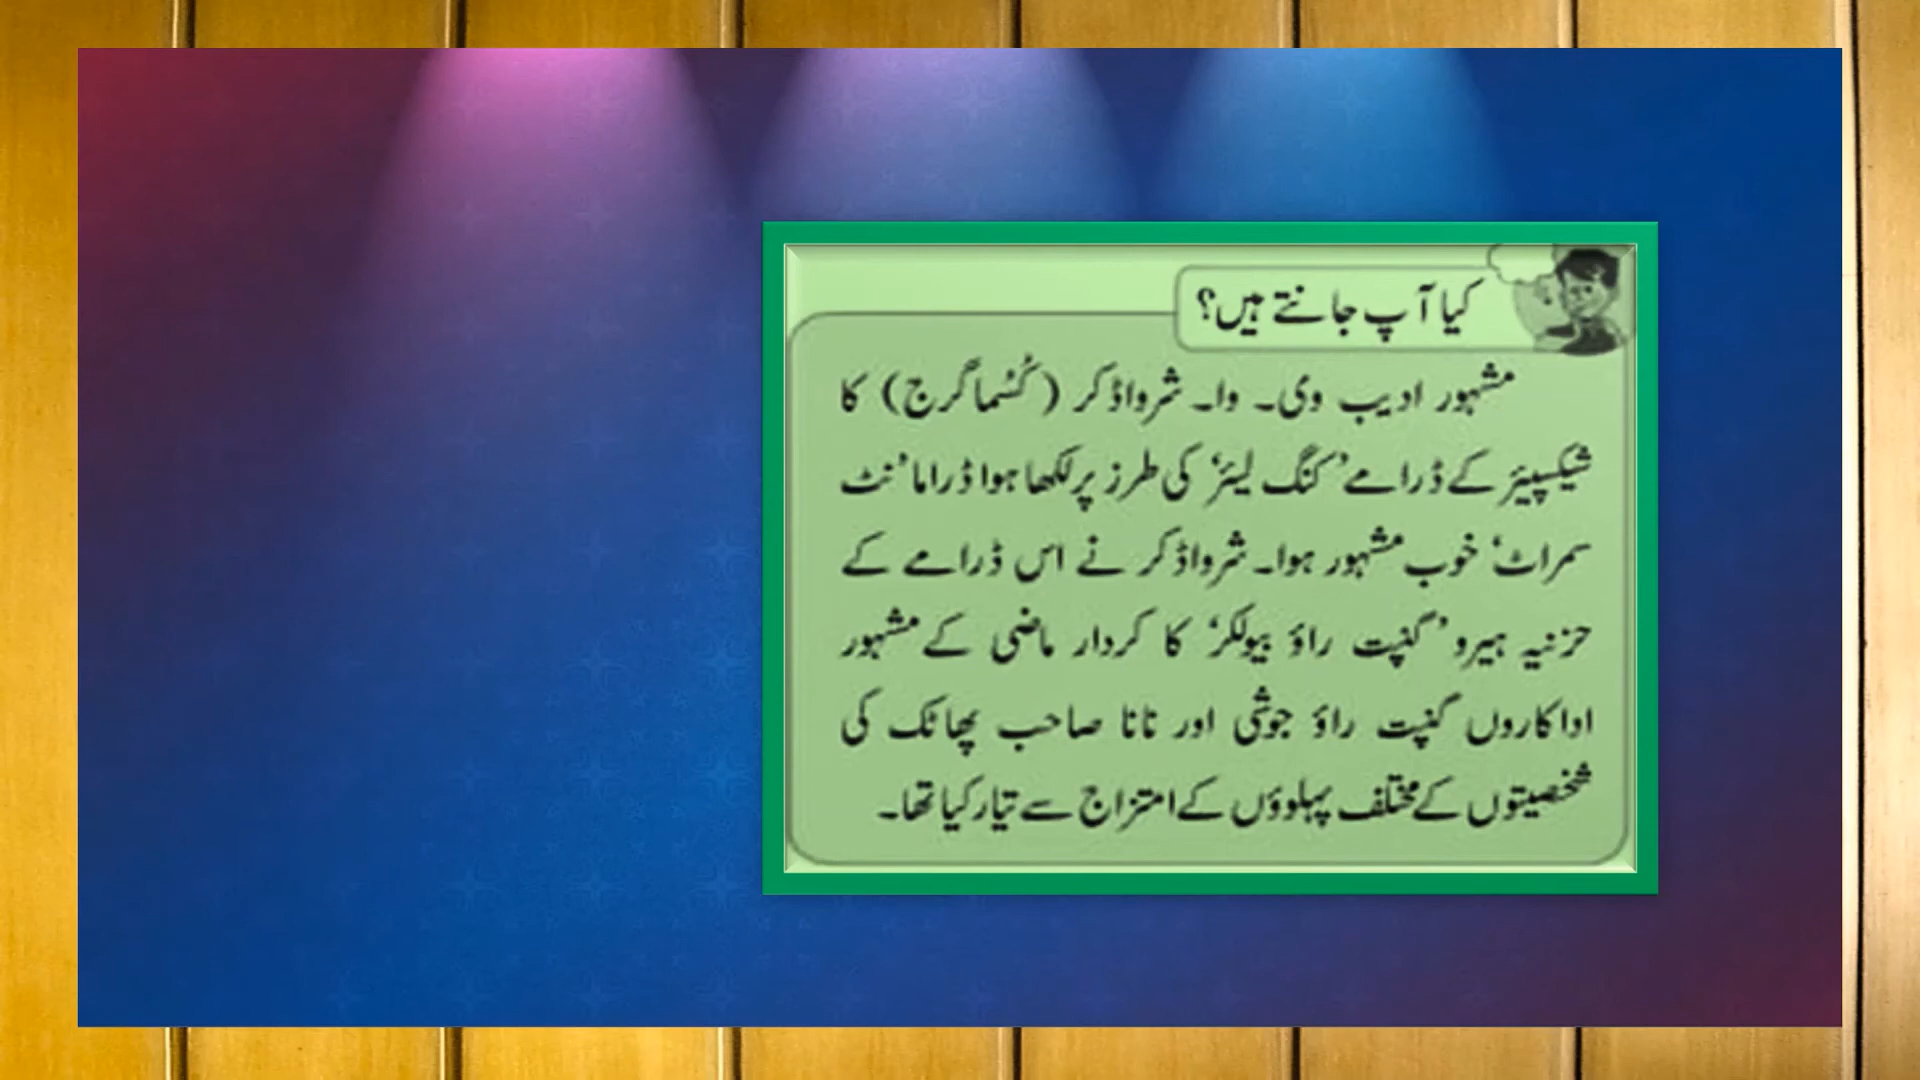 کیا آپ جانتے ہیں؟
مشہور ادیب وی۔ وا۔ شرواڈکر (کُسُماگرج) کا
شیکسپیئر کے ڈرامے ’کنگ لیئر‘ کی طرز پر لکھا ہوا ڈراما ’نٹ
سمراٹ‘ خوب مشہور ہوا۔ شرواڈکر نے اس ڈرامے کے
حزنیہ ہیرو ’گنپت راؤ بیولکر‘ کا کردار ماضی کے مشہور
اداکاروں گنپت راؤ جوشی اور نانا صاحب پھاٹک کی
شخصیتوں کے مختلف پہلوؤں کے امتزاج سے تیار کیا تھا۔